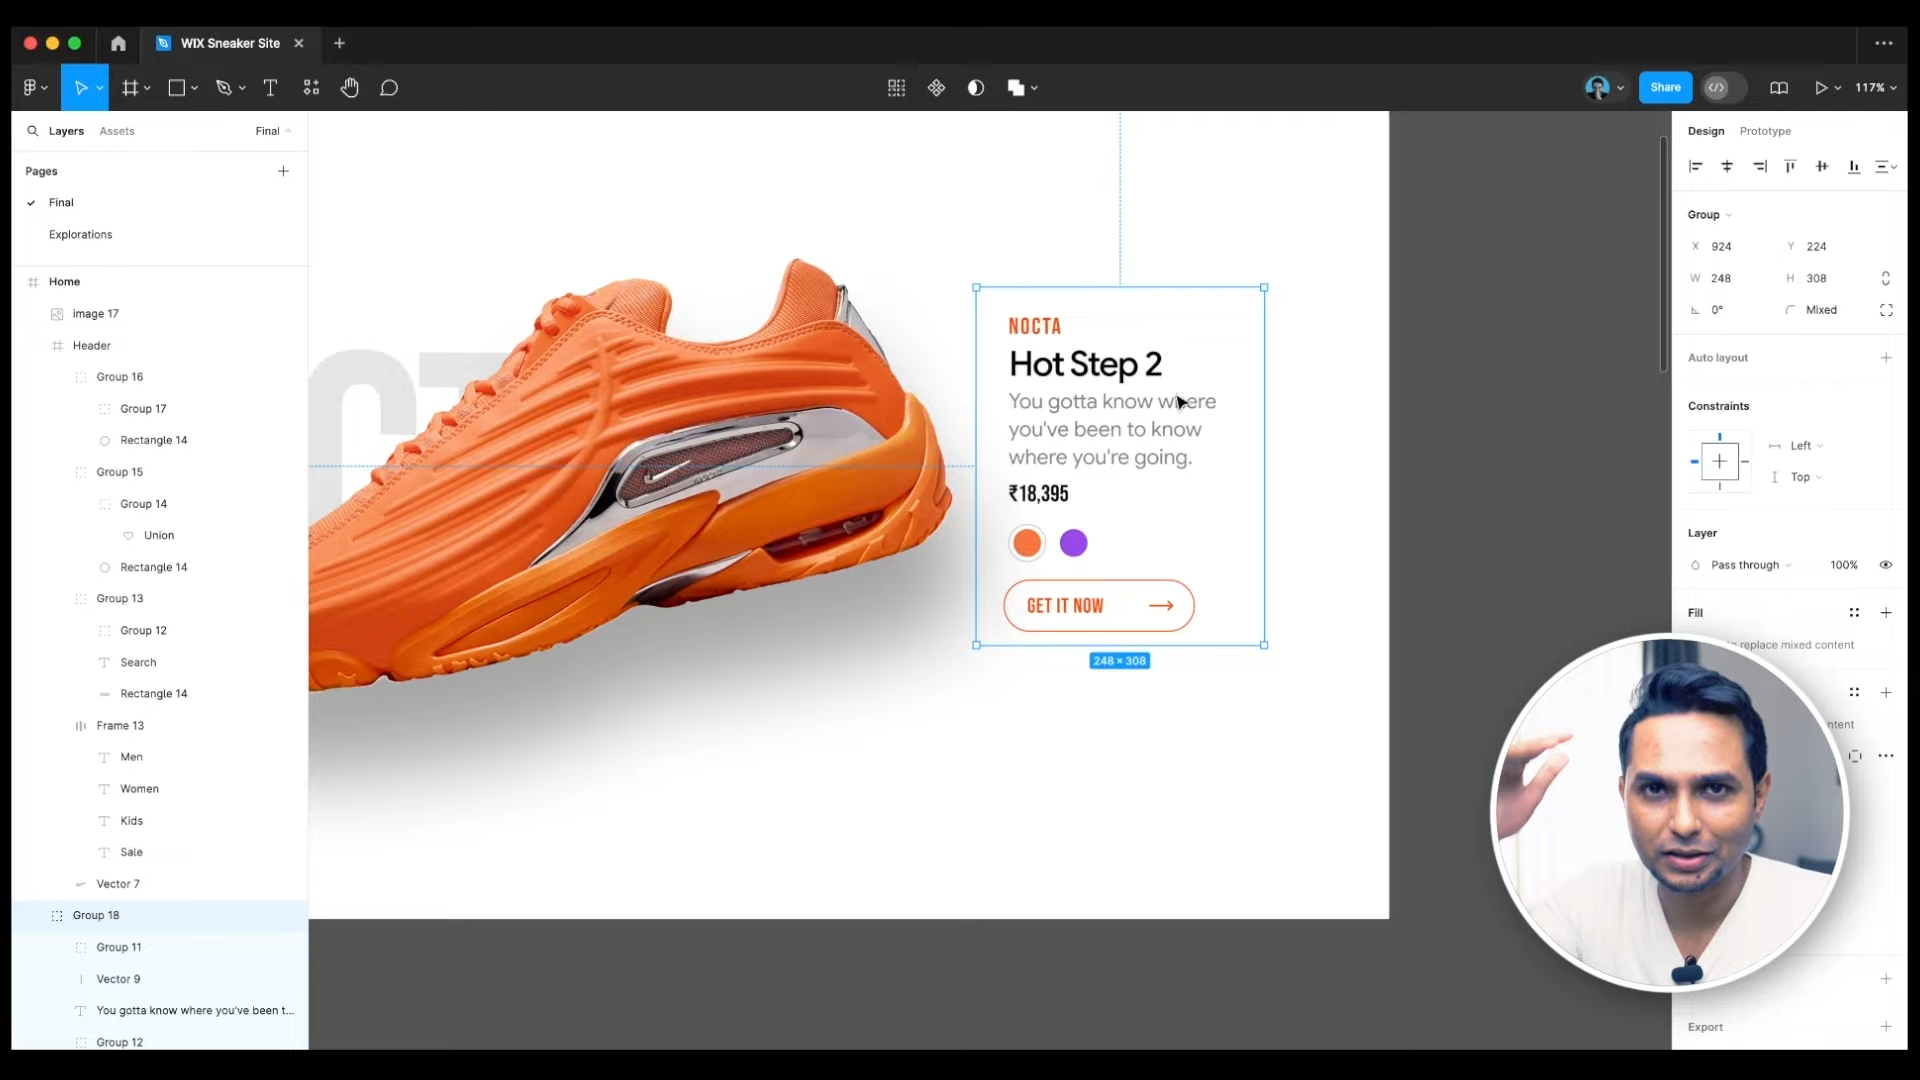 WIX Sneaker Site
Share
117%
Layers
Assets
Final
Pages
Final
Explorations
Home
image 17
Header
Group 16
Group 17
Rectangle 14
Group 15
Group 14
Union
Rectangle 14
Group 13
Group 12
Search
Rectangle 14
Frame 13
Men
Women
Kids
Sale
Vector 7
Group 18
Group 11
Vector 9
You gotta know where you've been t...
Group 12
NOCTA
Hot Step 2
You gotta know where
you've been to know
where you're going.
₹18,395
GET IT NOW
248 × 308
Design
Prototype
Group
X 924
Y 224
W 248
H 308
0°
Mixed
Auto layout
Constraints
Left
Top
Layer
Pass through
100%
Fill
replace mixed content
Export